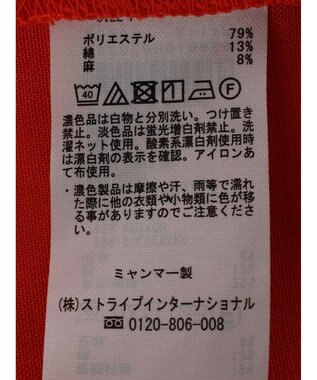 ポリエステル 79%
綿 13%
麻 8%
40
F
濃色品は白物と分別洗い。つけ置き
禁止。淡色品は蛍光増白剤禁止。洗
濯ネット使用。酸素系漂白剤使用時
は漂白剤の表示を確認。アイロンあ
て布使用。
・濃色製品は摩擦や汗、雨等で濡れ
た際に他の衣類や小物類に色が移
る事がありますのでご注意くださ
い。
ミャンマー製
(株)ストライプインターナショナル
0120-806-008